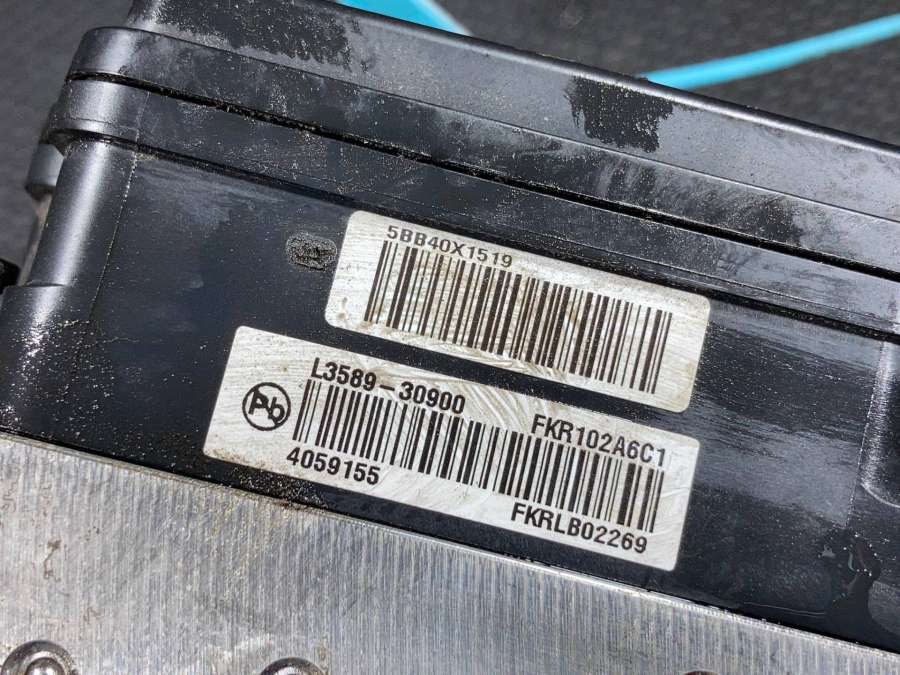 5BB40X1519
L3589-30900
FKR102A6C1
Pb
4059155
FKRLB02269